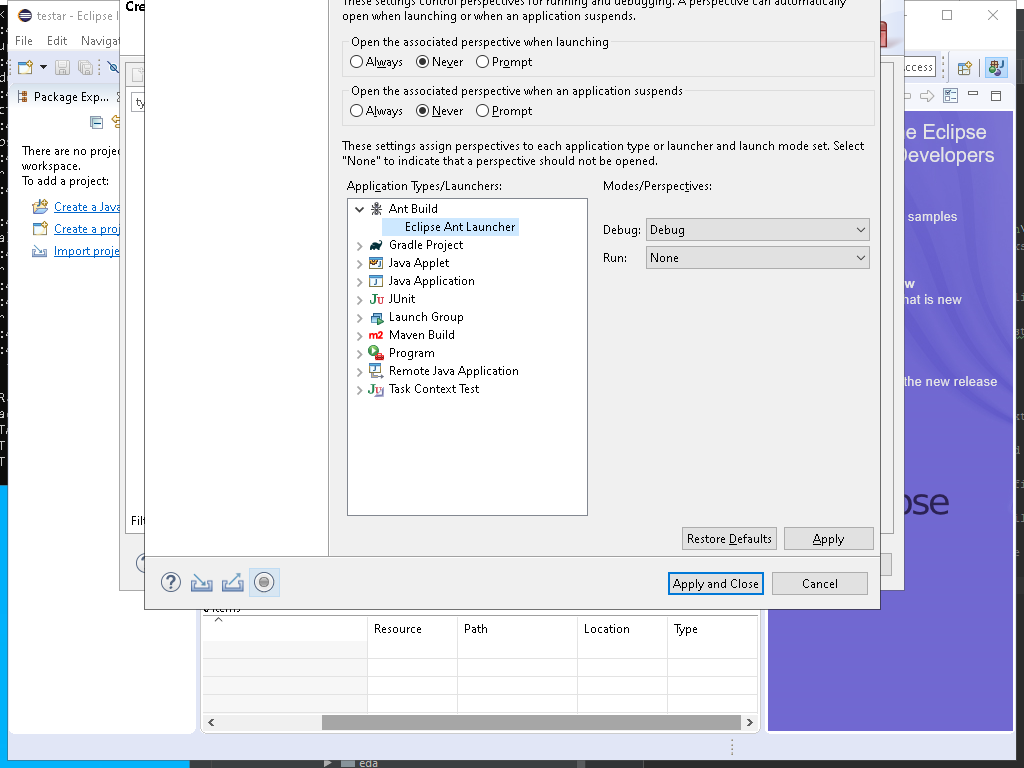 testar - Eclipse I
Cre
These settings control perspectives for running and debugging. A perspective can automatically
open when launching or when an application suspends.
File Edit Navigat
Open the associated perspective when launching
Always Never Prompt
ccess
Package Exp...
Open the associated perspective when an application suspends
Always Never Prompt
ty
There are no proje
workspace.
To add a project:
Create a Java
Create a proj
Import proje
These settings assign perspectives to each application type or launcher and launch mode set. Select
"None" to indicate that a perspective should not be opened.
Application Types/Launchers:
Modes/Perspectives:
Ant Build
Eclipse Ant Launcher
Gradle Project
Java Applet
Java Application
JUnit
Launch Group
Maven Build
Program
Remote Java Application
Task Context Test
Debug: Debug
Run: None
e Eclipse
Developers
samples
w
hat is new
the new release
pse
Filt
Restore Defaults
Apply
Apply and Close
Cancel
0 items
Resource Path Location Type
eda